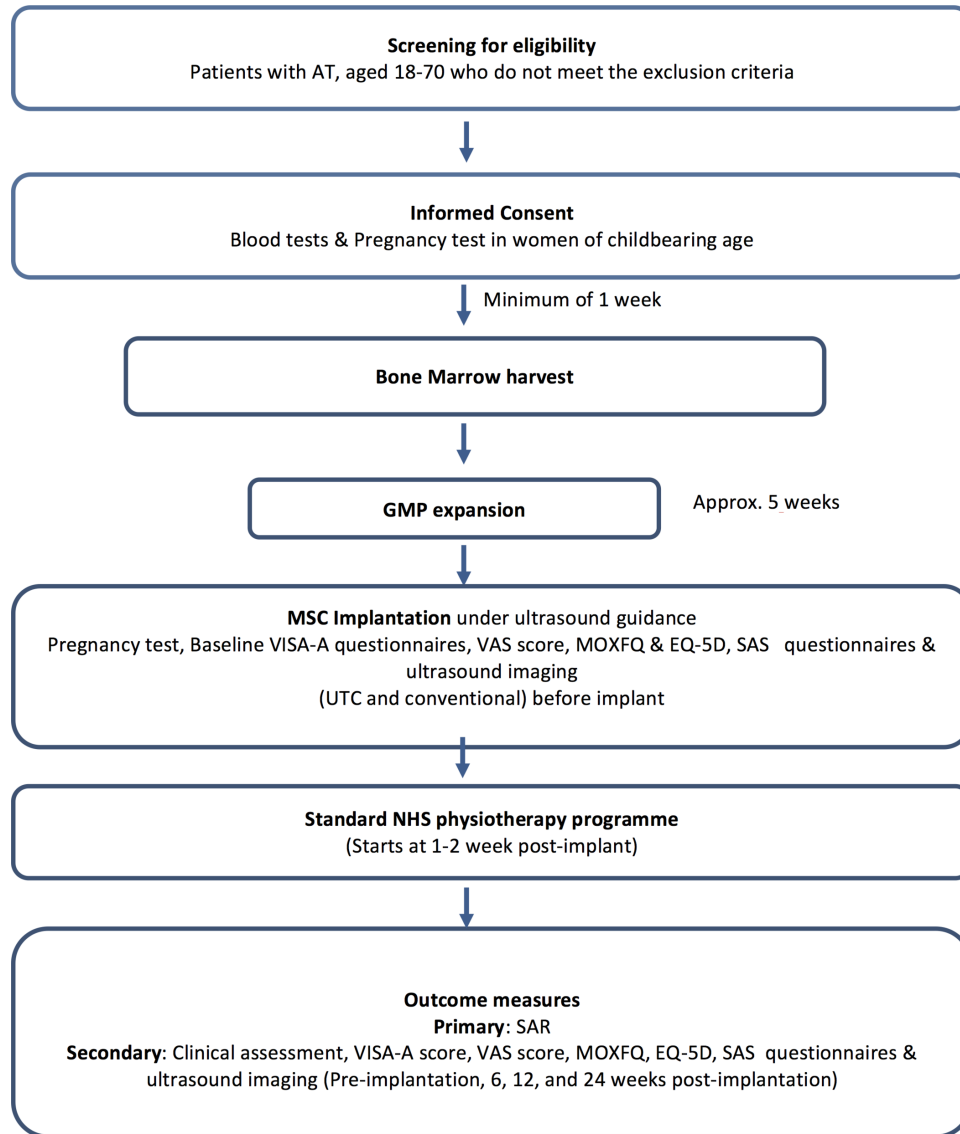 Screening for eligibility
Patients with AT, aged 18-70 who do not meet the exclusion criteria
Informed Consent
Blood tests & Pregnancy test in women of childbearing age
Minimum of 1 week
Bone Marrow harvest
GMP expansion
Approx. 5 weeks
MSC Implantation under ultrasound guidance
Pregnancy test, Baseline VISA-A questionnaires, VAS score, MOXFQ & EQ-5D, SAS questionnaires &
ultrasound imaging
(UTC and conventional) before implant
Standard NHS physiotherapy programme
(Starts at 1-2 week post-implant)
Outcome measures
Primary: SAR
Secondary: Clinical assessment, VISA-A score, VAS score, MOXFQ, EQ-5D, SAS questionnaires &
ultrasound imaging (Pre-implantation, 6, 12, and 24 weeks post-implantation)